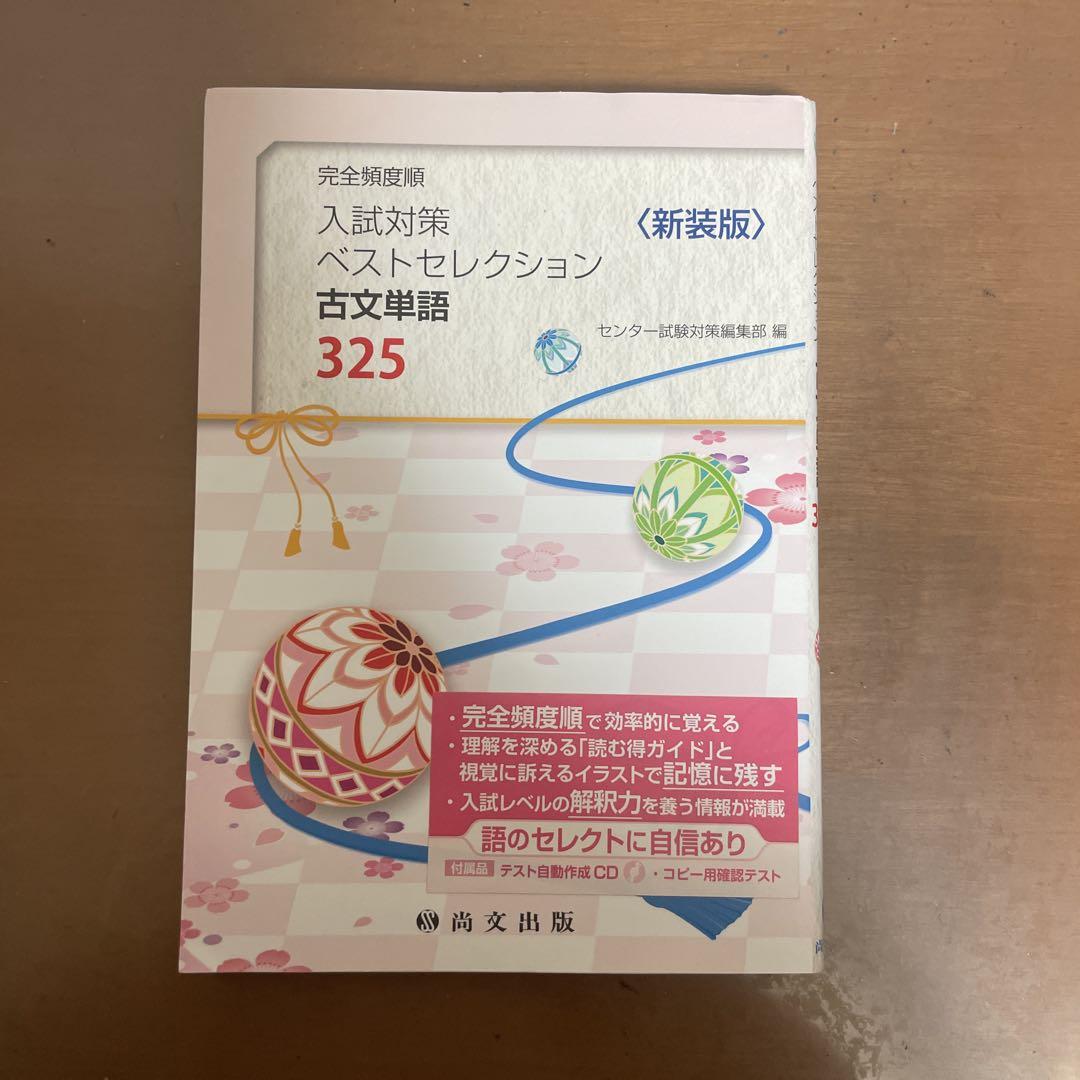 完全頻度順
入試対策
〈新装版〉
ベストセレクション
古文単語
325
センター試験対策編集部 編
・完全頻度順で効率的に覚える
・理解を深める「読む得ガイド」と
視覚に訴えるイラストで記憶に残す
・入試レベルの解釈力を養う情報が満載
語のセレクトに自信あり
付属品 テスト自動作成CD ・コピー用確認テスト
尚文出版